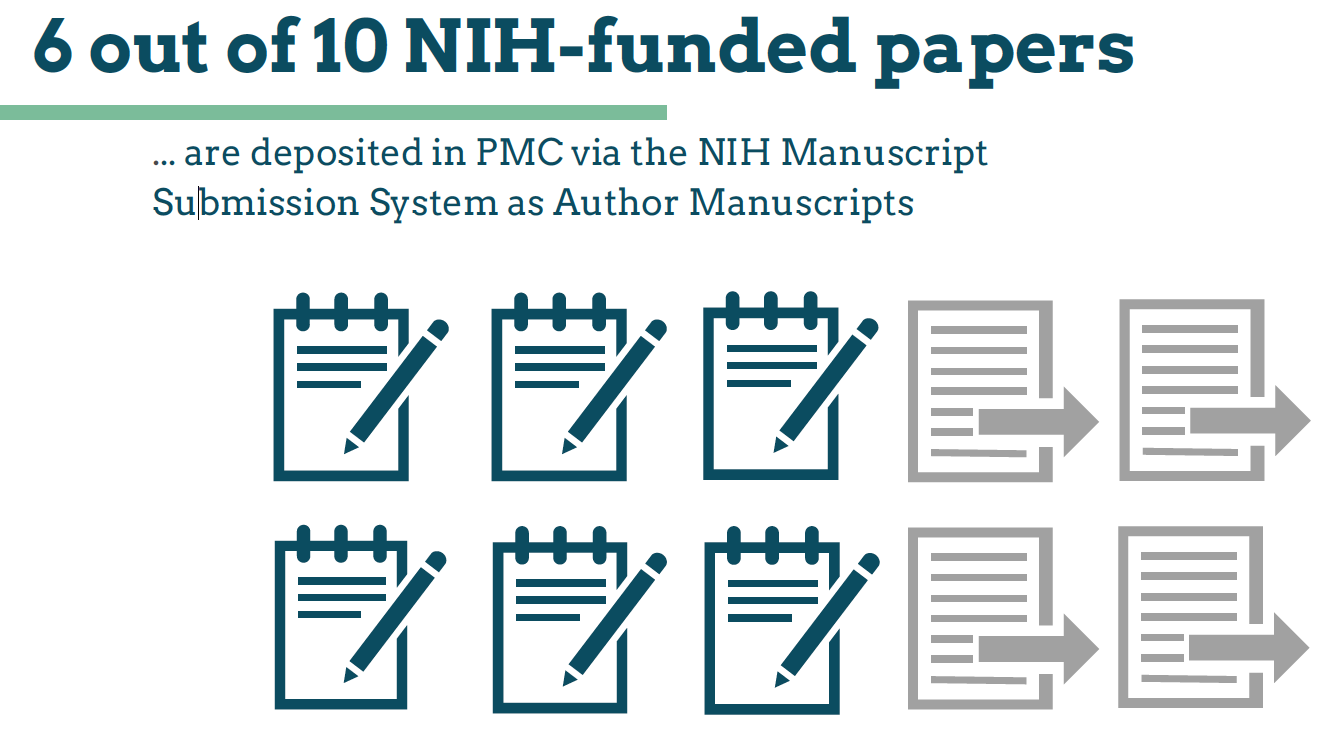 6 out of 10 NIH-funded papers
... are deposited in PMC via the NIH Manuscript
Submission System as Author Manuscripts